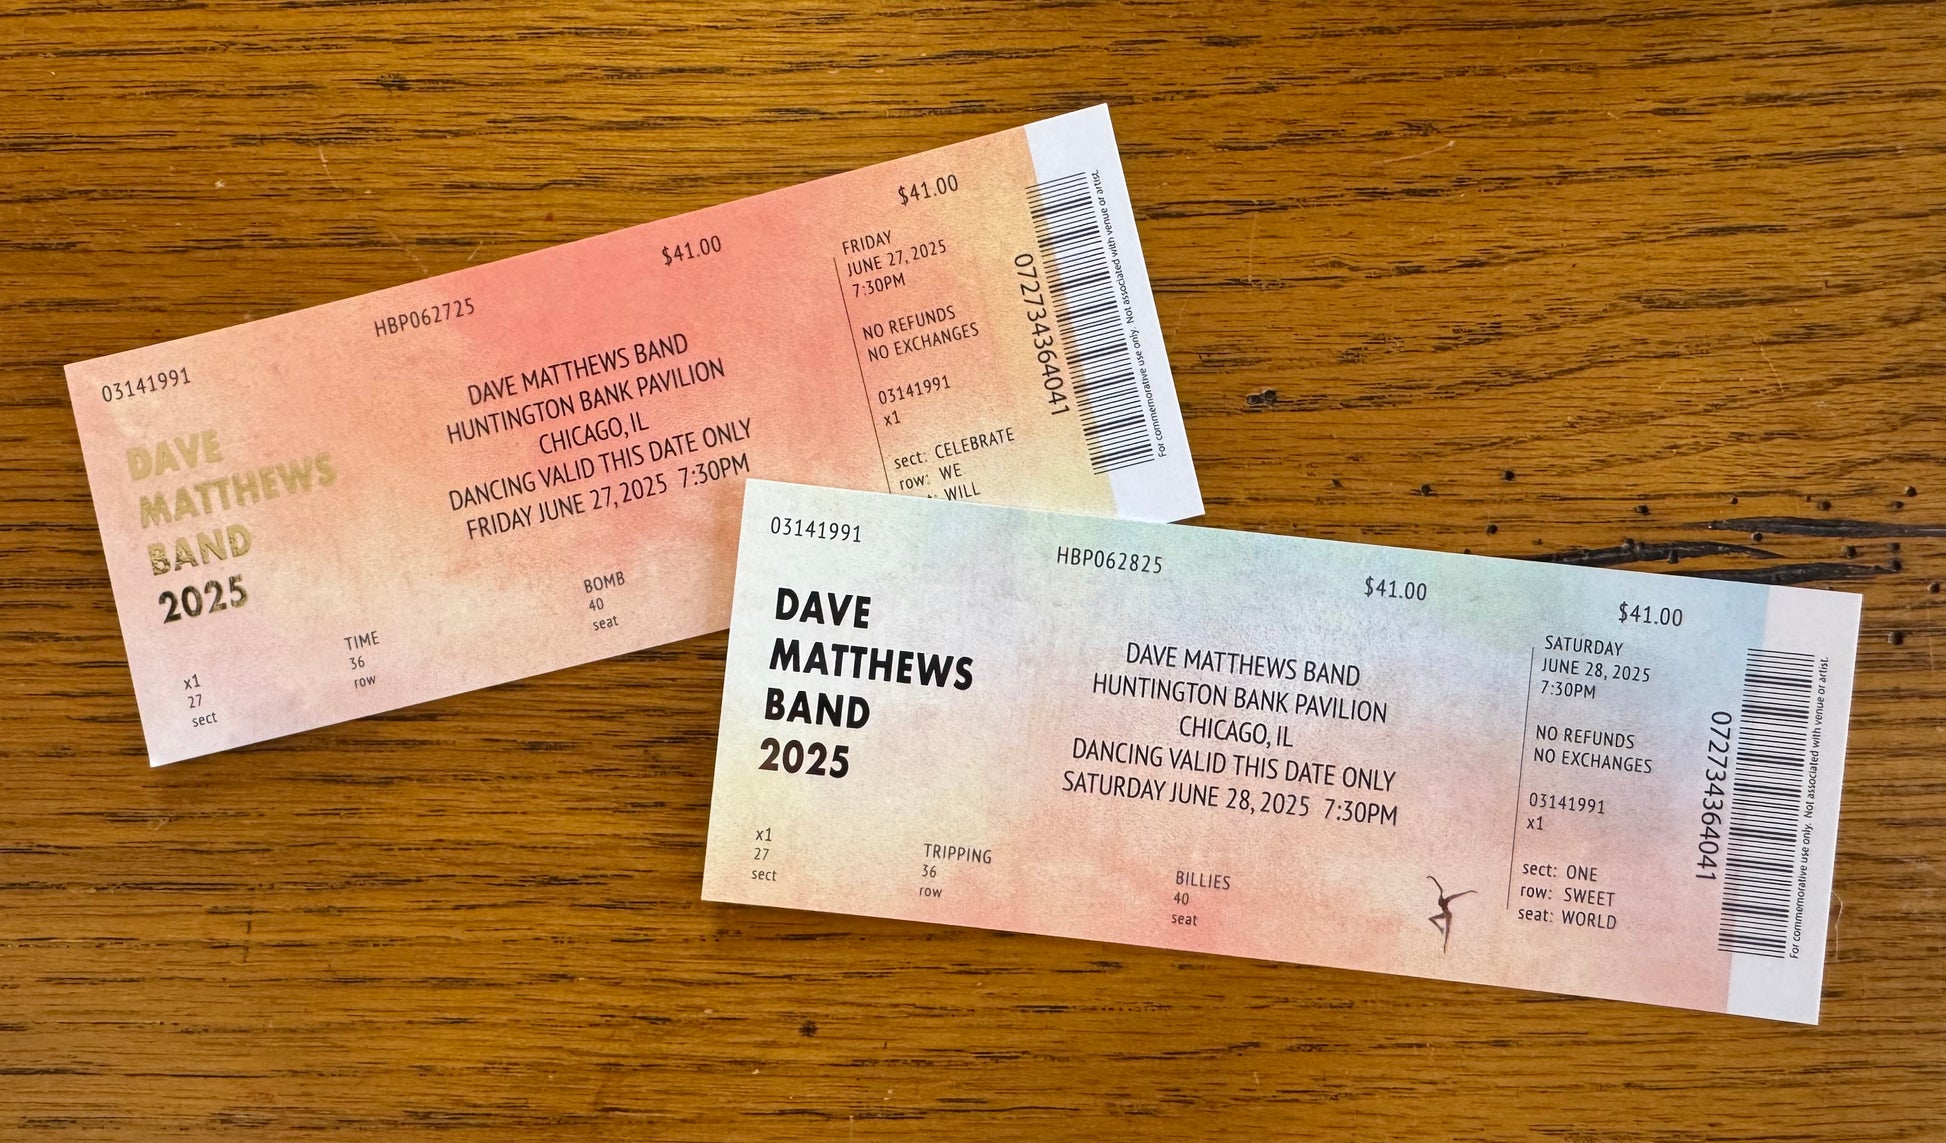 03141991
HBP062725
$41.00
$41.00
DAVE
MATTHEWS
BAND
2025
DAVE MATTHEWS BAND
HUNTINGTON BANK PAVILION
CHICAGO, IL
DANCING VALID THIS DATE ONLY
FRIDAY JUNE 27, 2025 7:30PM
x1
27
sect
TIME
36
row
BOMB
40
seat
FRIDAY
JUNE 27, 2025
7:30PM
NO REFUNDS
NO EXCHANGES
03141991
x1
sect: CELEBRATE
row: WE
WILL
072734364041
For commemorative use only. Not associated with venue or artist.
03141991
HBP062825
$41.00
$41.00
DAVE
MATTHEWS
BAND
2025
DAVE MATTHEWS BAND
HUNTINGTON BANK PAVILION
CHICAGO, IL
DANCING VALID THIS DATE ONLY
SATURDAY JUNE 28, 2025 7:30PM
x1
27
sect
TRIPPING
36
row
BILLIES
40
seat
SATURDAY
JUNE 28, 2025
7:30PM
NO REFUNDS
NO EXCHANGES
03141991
x1
sect: ONE
row: SWEET
seat: WORLD
072734364041
For commemorative use only. Not associated with venue or artist.